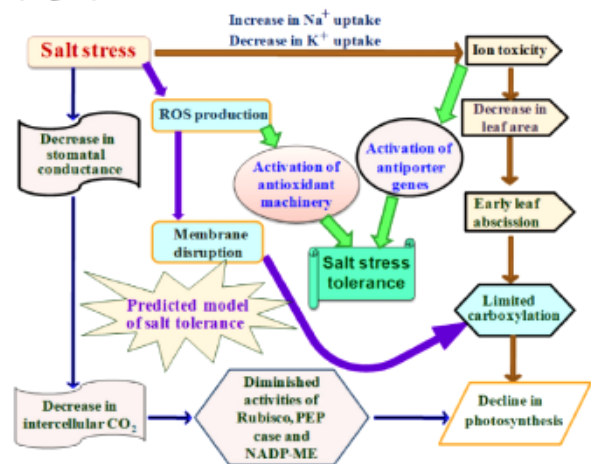 Increase in Na⁺ uptake
Decrease in K⁺ uptake
Salt stress
Ion toxicity
ROS production
Decrease in
leaf area
Decrease in
stomatal
conductance
Activation of
antioxidant
machinery
Activation of
antiporter
genes
Early leaf
abscission
Membrane
disruption
Salt stress
tolerance
Predicted model
of salt tolerance
Limited
carboxylation
Decrease in
intercellular CO₂
Diminished
activities of
Rubisco, PEP
case and
NADP-ME
Decline in
photosynthesis